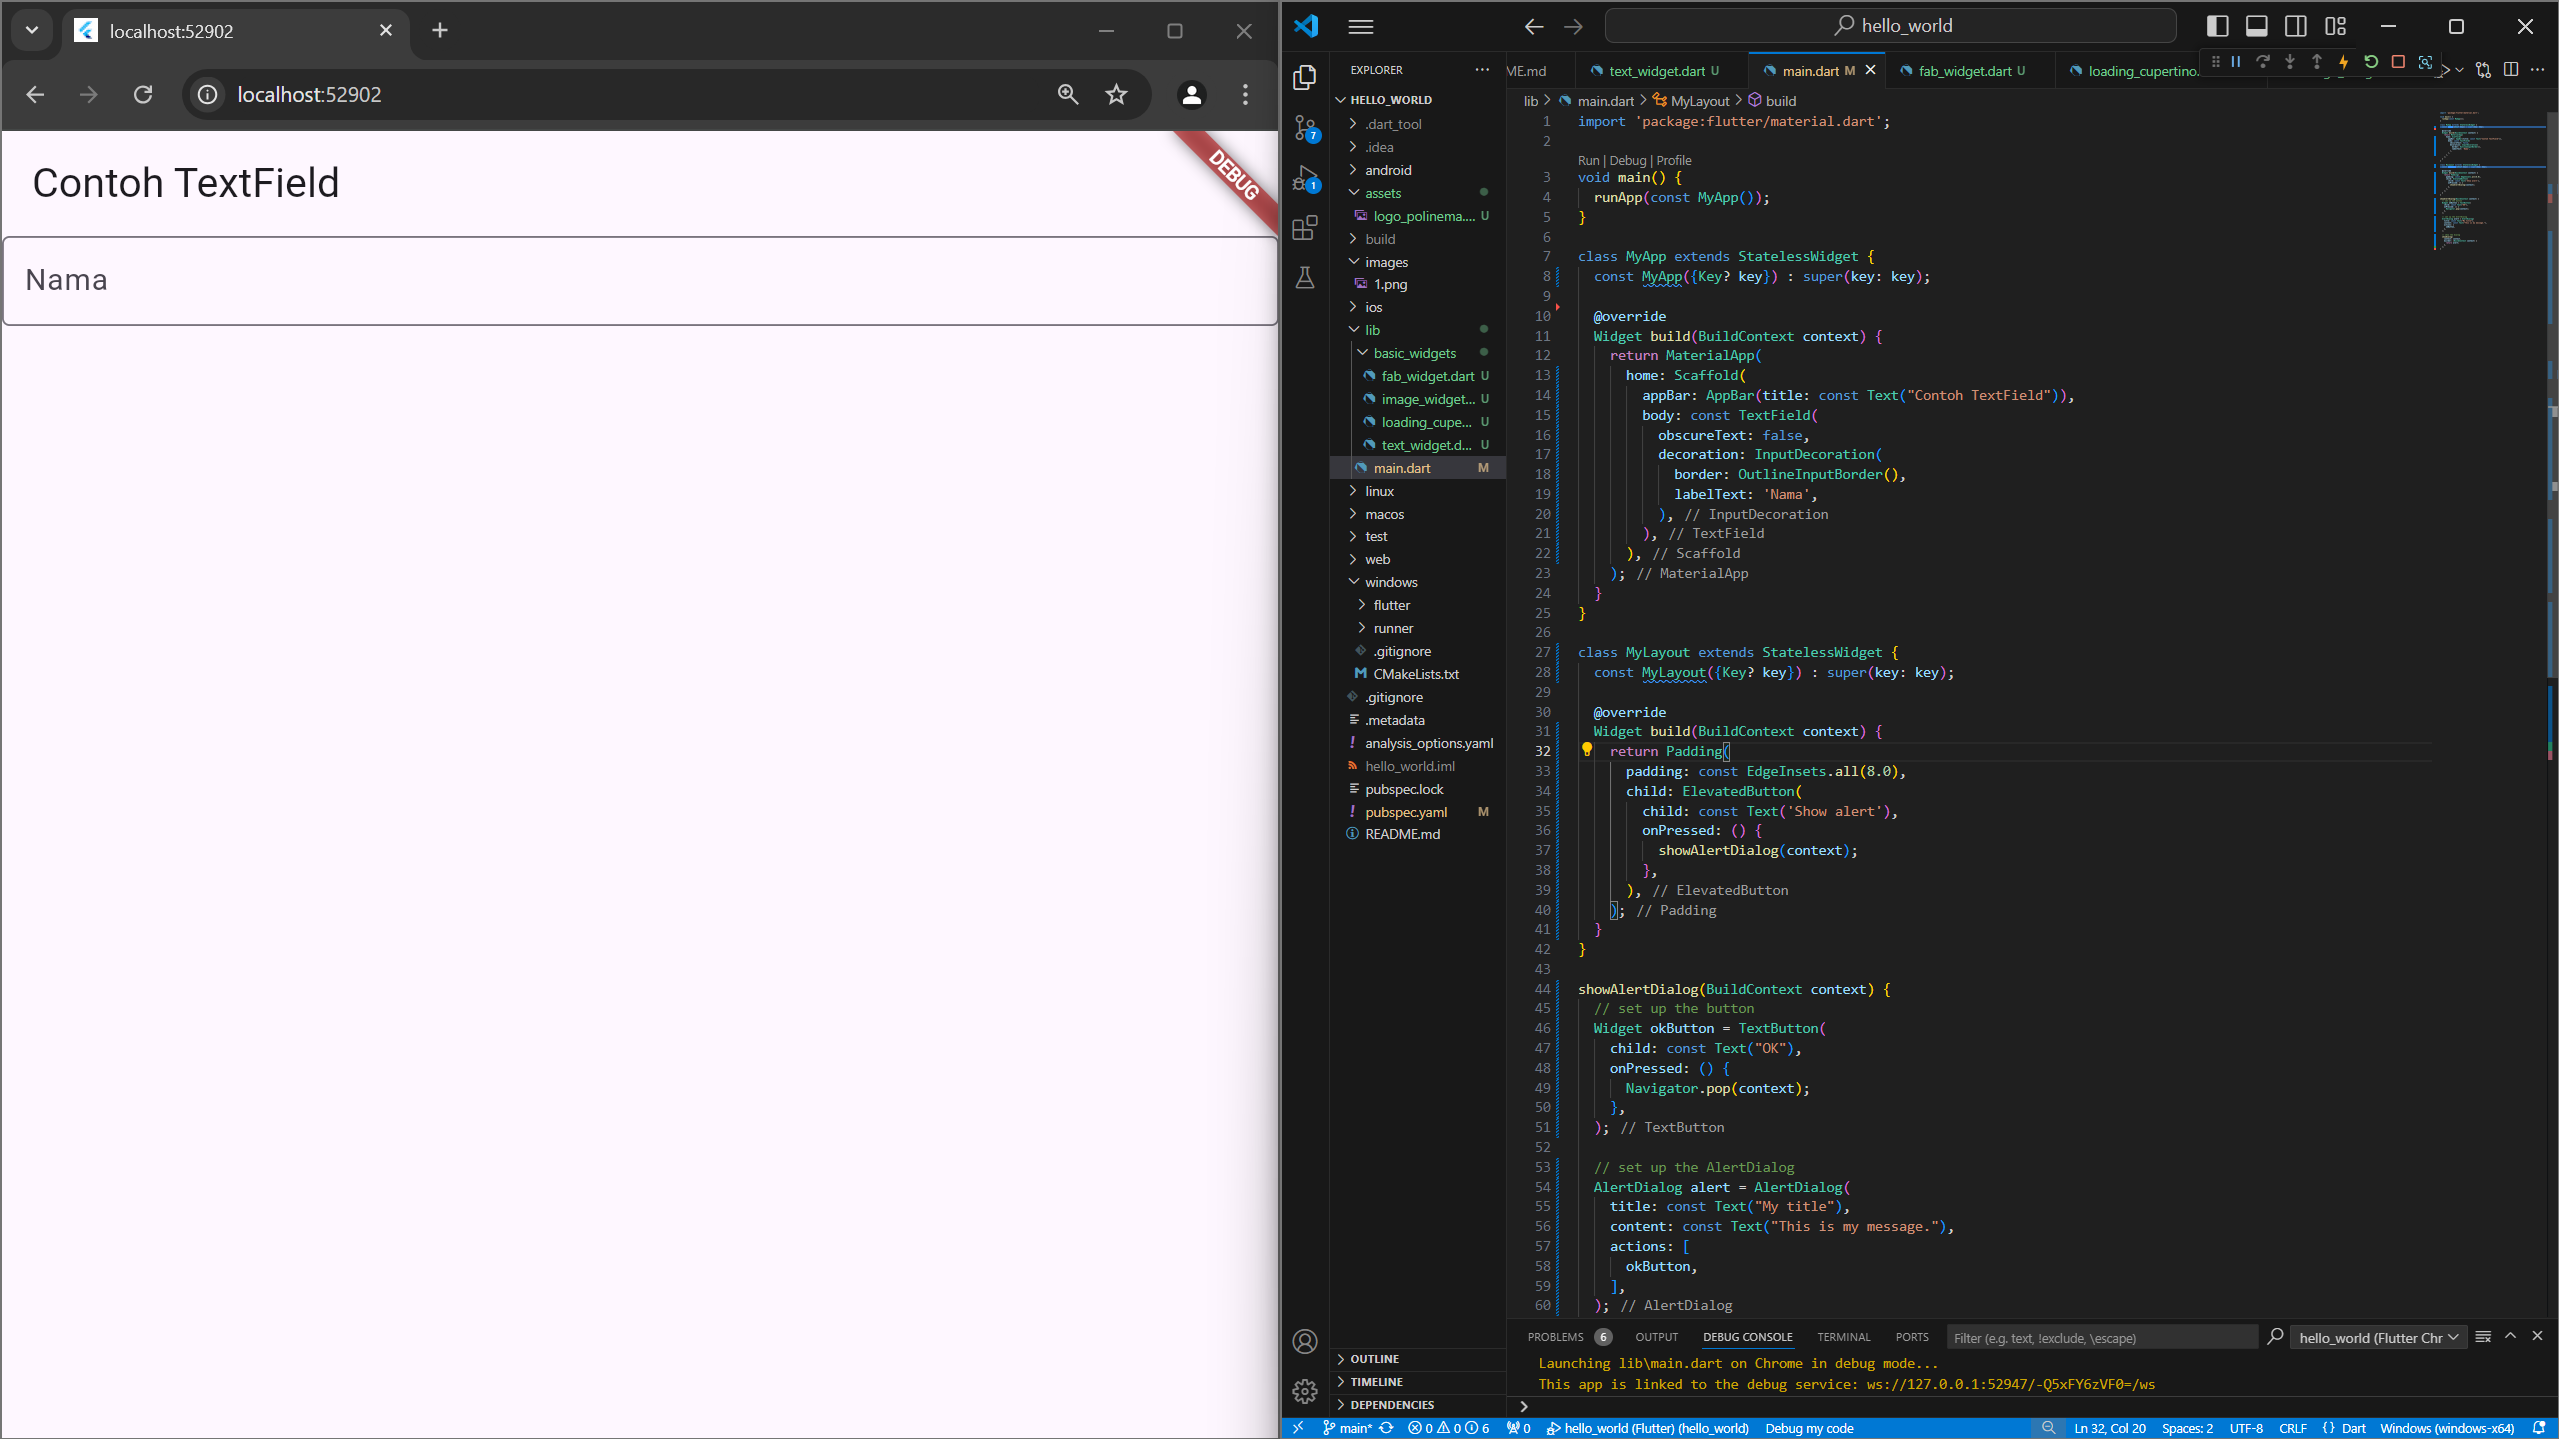 localhost:52902
localhost:52902
DEBUG
Contoh TextField
Nama
hello_world
EXPLORER
HELLO_WORLD
.dart_tool
.idea
android
assets
logo_polinema.... U
build
images
1.png
ios
lib
basic_widgets
fab_widget.dart U
image_widget... U
loading_cupe... U
text_widget.d... U
main.dart M
linux
macos
test
web
windows
flutter
runner
.gitignore
CMakeLists.txt
.gitignore
.metadata
analysis_options.yaml
hello_world.iml
pubspec.lock
pubspec.yaml M
README.md
OUTLINE
TIMELINE
DEPENDENCIES
7
1
ME.md text_widget.dart U main.dart M fab_widget.dart U loading_cupertino.
lib > main.dart > MyLayout > build
1 import 'package:flutter/material.dart';
2
Run | Debug | Profile
3 void main() {
4 runApp(const MyApp());
5 }
6
7 class MyApp extends StatelessWidget {
8 const MyApp({Key? key}) : super(key: key);
9
10 @override
11 Widget build(BuildContext context) {
12 return MaterialApp(
13 home: Scaffold(
14 appBar: AppBar(title: const Text("Contoh TextField")),
15 body: const TextField(
16 obscureText: false,
17 decoration: InputDecoration(
18 border: OutlineInputBorder(),
19 labelText: 'Nama',
20 ), // InputDecoration
21 ), // TextField
22 ), // Scaffold
23 ); // MaterialApp
24 }
25 }
26
27 class MyLayout extends StatelessWidget {
28 const MyLayout({Key? key}) : super(key: key);
29
30 @override
31 Widget build(BuildContext context) {
32 return Padding(
33 padding: const EdgeInsets.all(8.0),
34 child: ElevatedButton(
35 child: const Text('Show alert'),
36 onPressed: () {
37 showAlertDialog(context);
38 },
39 ), // ElevatedButton
40 ); // Padding
41 }
42 }
43
44 showAlertDialog(BuildContext context) {
45 // set up the button
46 Widget okButton = TextButton(
47 child: const Text("OK"),
48 onPressed: () {
49 Navigator.pop(context);
50 },
51 ); // TextButton
52
53 // set up the AlertDialog
54 AlertDialog alert = AlertDialog(
55 title: const Text("My title"),
56 content: const Text("This is my message."),
57 actions: [
58 okButton,
59 ],
60 ); // AlertDialog
PROBLEMS 6 OUTPUT DEBUG CONSOLE TERMINAL PORTS Filter (e.g. text, !exclude, \escape) hello_world (Flutter Chr
Launching lib\main.dart on Chrome in debug mode...
This app is linked to the debug service: ws://127.0.0.1:52947/-Q5xFY6zVF0=/ws
>
main* 0 0 6 0 hello_world (Flutter) (hello_world) Debug my code Ln 32, Col 20 Spaces: 2 UTF-8 CRLF {} Dart Windows (windows-x64)